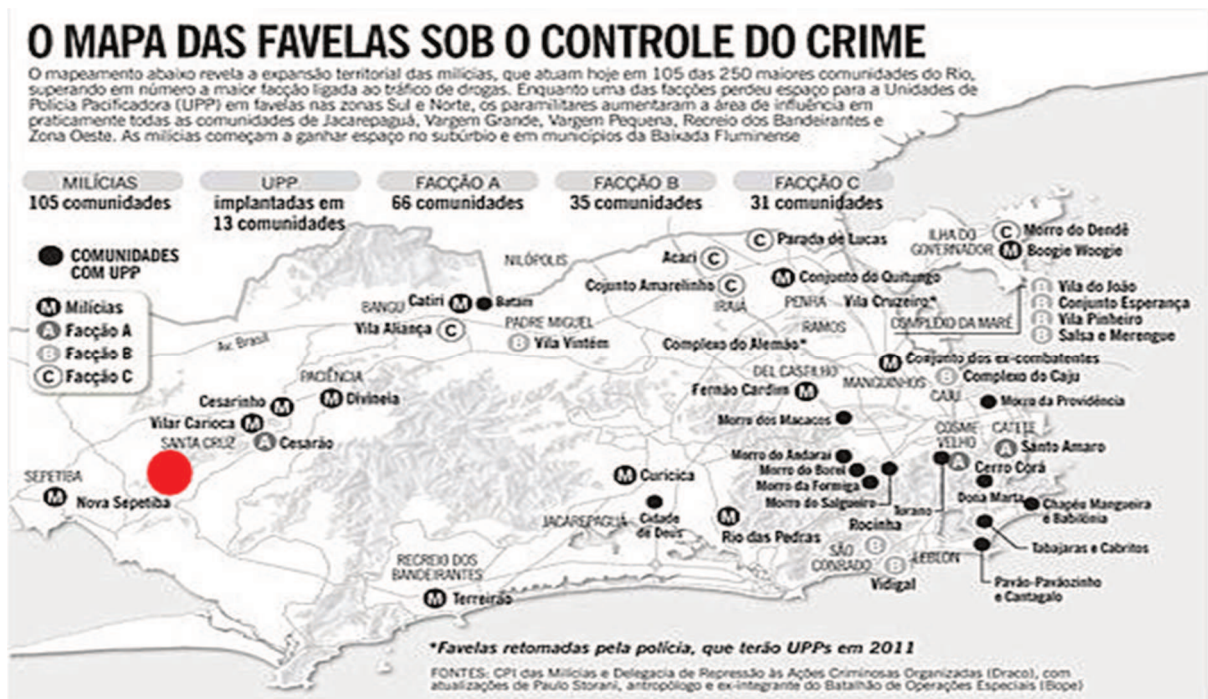 O MAPA DAS FAVELAS SOB O CONTROLE DO CRIME
O mapeamento abaixo revela a expansão territorial das milícias, que atuam hoje em 105 das 250 maiores comunidades do Rio,
superando em número a maior facção ligada ao tráfico de drogas. Enquanto uma das facções perdeu espaço para a Unidades de
Polícia Pacificadora (UPP) em favelas nas zonas Sul e Norte, os paramilitares aumentaram a área de influência em
praticamente todas as comunidades de Jacarepaguá, Vargem Grande, Vargem Pequena, Recreio dos Bandeirantes e
Zona Oeste. As milícias começam a ganhar espaço no subúrbio e em municípios da Baixada Fluminense
MILÍCIAS
105 comunidades
UPP
implantadas em
13 comunidades
FACÇÃO A
66 comunidades
FACÇÃO B
35 comunidades
FACÇÃO C
31 comunidades
COMUNIDADES
COM UPP
M Milícias
A Facção A
B Facção B
C Facção C
NILÓPOLIS
C Parada de Lucas
Acari C
Cojunto Amarelinho C
IRAJÁ
M Conjunto do Quitungo
PENHA
Vila Cruzeiro*
RAMOS
ILHA DO
GOVERNADOR
C Morro do Dendê
M Boogie Woogie
B Vila do João
B Conjunto Esperança
B Vila Pinheiro
B Salsa e Merengue
COMPLEXO DA MARÉ
BANGU
Catiri M
Batam
Vila Aliança C
PADRE MIGUEL
B Vila Vintém
Av. Brasil
Complexo do Alemão*
DEL CASTILHO
M Conjunto dos ex-combatentes
MANGUINHOS
B Complexo do Caju
CAJU
Fernão Cardim M
Morro da Providência
PACIÊNCIA
M Divineia
Cesarinho M
Vilar Carioca M
SANTA CRUZ
A Cesarão
SEPETIBA
M Nova Sepetiba
Morro dos Macacos
Morro do Andaraí
Morro do Borel
Morro da Formiga
Morro do Salgueiro
Turano
COSME
VELHO
A
Cerro Corá
CATETE
A Santo Amaro
Dona Marta
Chapéu Mangueira
e Babilônia
Tabajaras e Cabritos
Pavão-Pavãozinho
e Cantagalo
M Curicica
JACAREPAGUÁ
Cidade
de Deus
M
Rio das Pedras
Rocinha
B
SÃO
CONRADO
B
Vidigal
LEBLON
RECREIO DOS
BANDEIRANTES
M Terreirão
*Favelas retomadas pela polícia, que terão UPPs em 2011
FONTES: CPI das Milícias e Delegacia de Repressão às Ações Criminosas Organizadas (Draco), com
atualizações de Paulo Storani, antropólogo e ex-integrante do Batalhão de Operações Especiais (Bope)